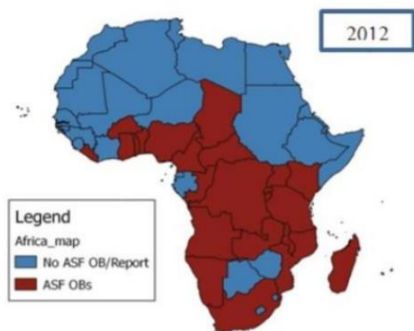 2012
Legend
Africa_map
No ASF OB/Report
ASF OBs